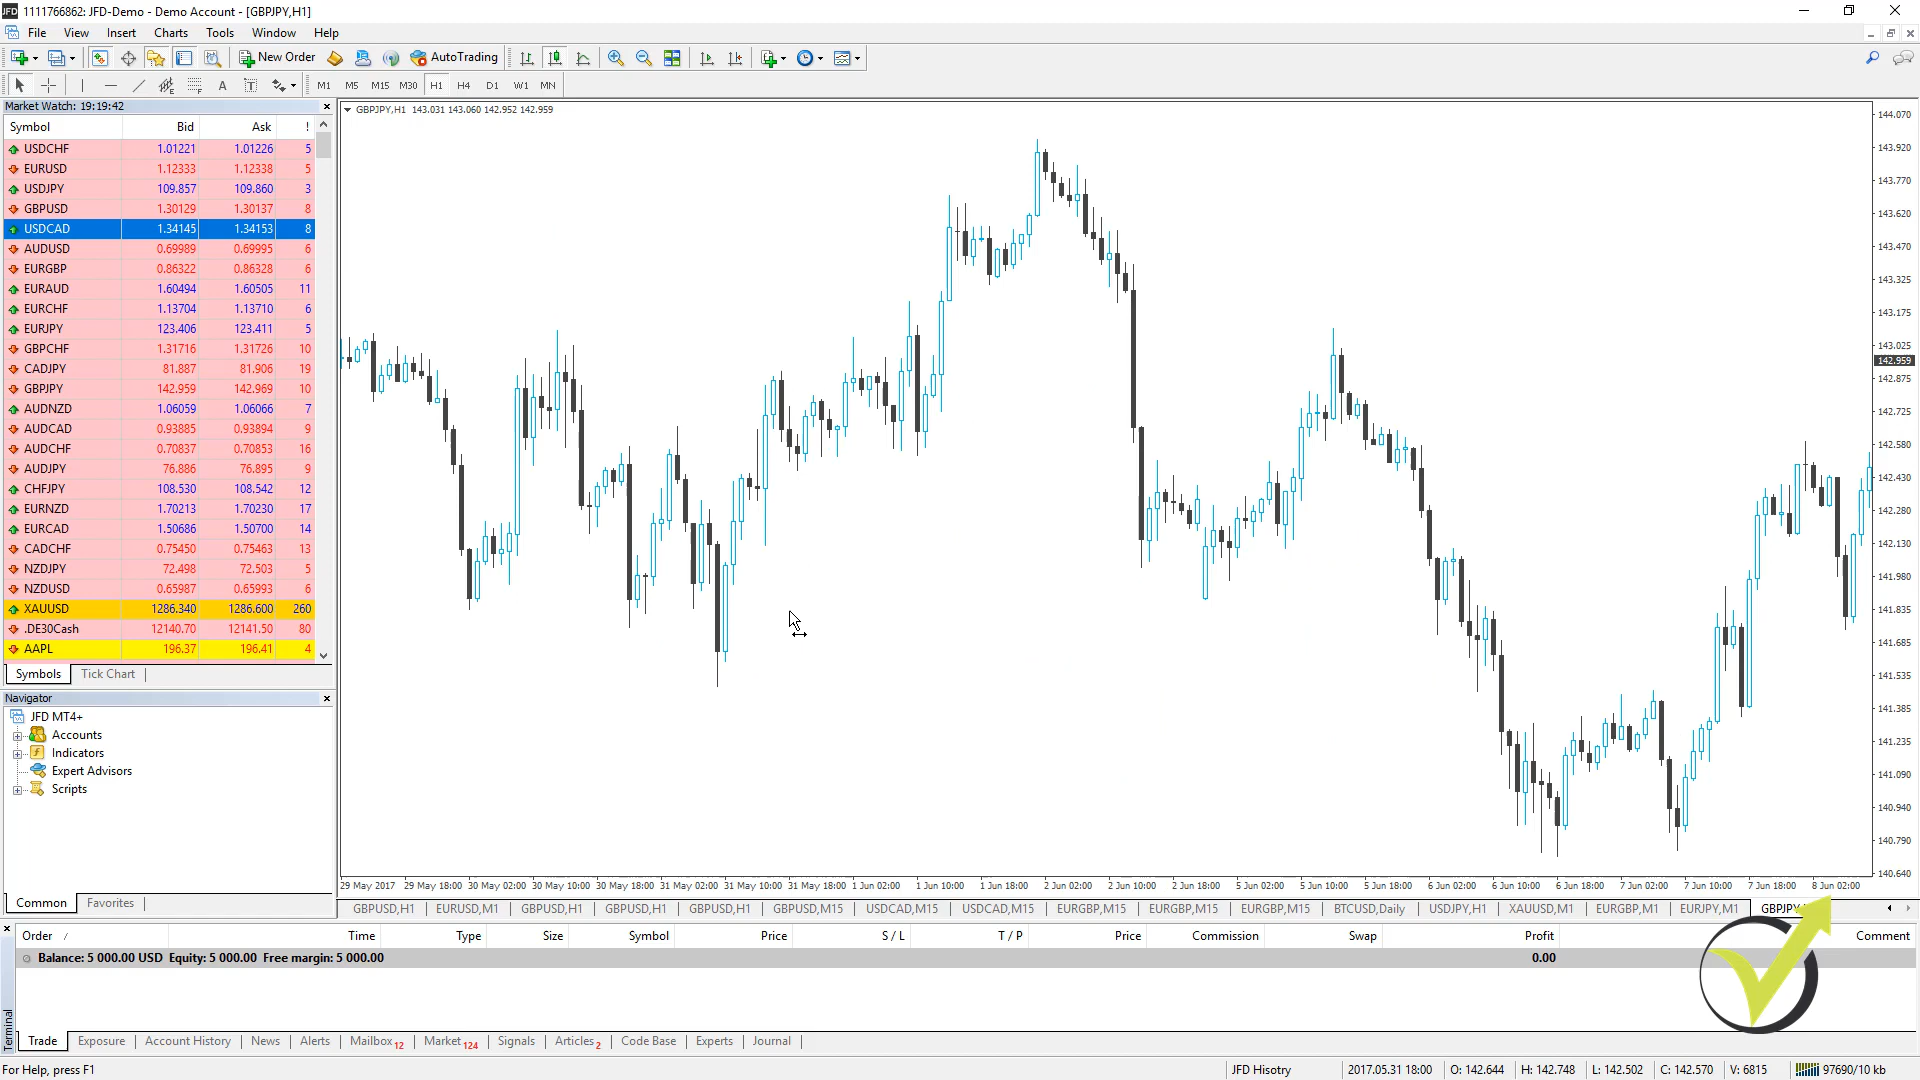 1111766862: JFD-Demo - Demo Account - [GBPJPY,H1]
File View Insert Charts Tools Window Help
New Order AutoTrading
M1 M5 M15 M30 H1 H4 D1 W1 MN
Market Watch: 19:19:42
Symbol Bid Ask !
USDCHF 1.01221 1.01226 5
EURUSD 1.12333 1.12338 5
USDJPY 109.857 109.860 3
GBPUSD 1.30129 1.30137 8
USDCAD 1.34145 1.34153 8
AUDUSD 0.69989 0.69995 6
EURGBP 0.86322 0.86328 6
EURAUD 1.60494 1.60505 11
EURCHF 1.13704 1.13710 6
EURJPY 123.406 123.411 5
GBPCHF 1.31716 1.31726 10
CADJPY 81.887 81.906 19
GBPJPY 142.959 142.969 10
AUDNZD 1.06059 1.06066 7
AUDCAD 0.93885 0.93894 9
AUDCHF 0.70837 0.70853 16
AUDJPY 76.886 76.895 9
CHFJPY 108.530 108.542 12
EURNZD 1.70213 1.70230 17
EURCAD 1.50686 1.50700 14
CADCHF 0.75450 0.75463 13
NZDJPY 72.498 72.503 5
NZDUSD 0.65987 0.65993 6
XAUUSD 1286.340 1286.600 260
.DE30Cash 12140.70 12141.50 80
AAPL 196.37 196.41 4
Symbols Tick Chart
Navigator
JFD MT4+
Accounts
Indicators
Expert Advisors
Scripts
Common Favorites
GBPJPY,H1 143.031 143.060 142.952 142.959
144.070
143.920
143.770
143.620
143.470
143.325
143.175
143.025
142.959
142.875
142.725
142.580
142.430
142.280
142.130
141.980
141.835
141.685
141.535
141.385
141.235
141.090
140.940
140.790
140.640
29 May 2017 29 May 18:00 30 May 02:00 30 May 10:00 30 May 18:00 31 May 02:00 31 May 10:00 31 May 18:00 1 Jun 02:00 1 Jun 10:00 1 Jun 18:00 2 Jun 02:00 2 Jun 10:00 2 Jun 18:00 5 Jun 02:00 5 Jun 10:00 5 Jun 18:00 6 Jun 02:00 6 Jun 10:00 6 Jun 18:00 7 Jun 02:00 7 Jun 10:00 7 Jun 18:00 8 Jun 02:00
GBPUSD,H1 EURUSD,M1 GBPUSD,H1 GBPUSD,H1 GBPUSD,H1 GBPUSD,M15 USDCAD,M15 USDCAD,M15 EURGBP,M15 EURGBP,M15 EURGBP,M15 BTCUSD,Daily USDJPY,H1 XAUUSD,M1 EURGBP,M1 EURJPY,M1 GBPJPY
Order / Time Type Size Symbol Price S / L T / P Price Commission Swap Profit Comment
Balance: 5 000.00 USD Equity: 5 000.00 Free margin: 5 000.00 0.00
Terminal
Trade Exposure Account History News Alerts Mailbox 12 Market 124 Signals Articles 2 Code Base Experts Journal
For Help, press F1 JFD Hisotry 2017.05.31 18:00 O: 142.644 H: 142.748 L: 142.502 C: 142.570 V: 6815 97690/10 kb